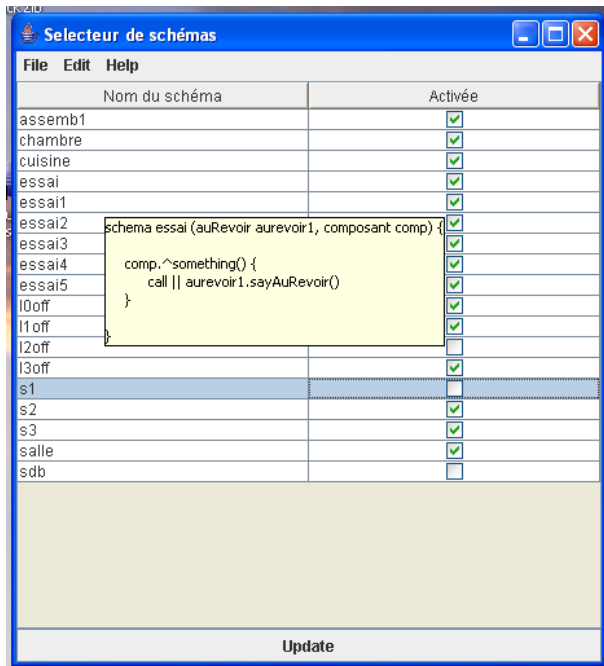 Selecteur de schémas
File Edit Help
Nom du schéma Activée
assemb1
chambre
cuisine
essai
essai1
essai2
essai3
essai4
essai5
l0off
l1off
l2off
l3off
s1
s2
s3
salle
sdb
schema essai (auRevoir aurevoir1, composant comp) {
comp.^something() {
call || aurevoir1.sayAuRevoir()
}
}
Update